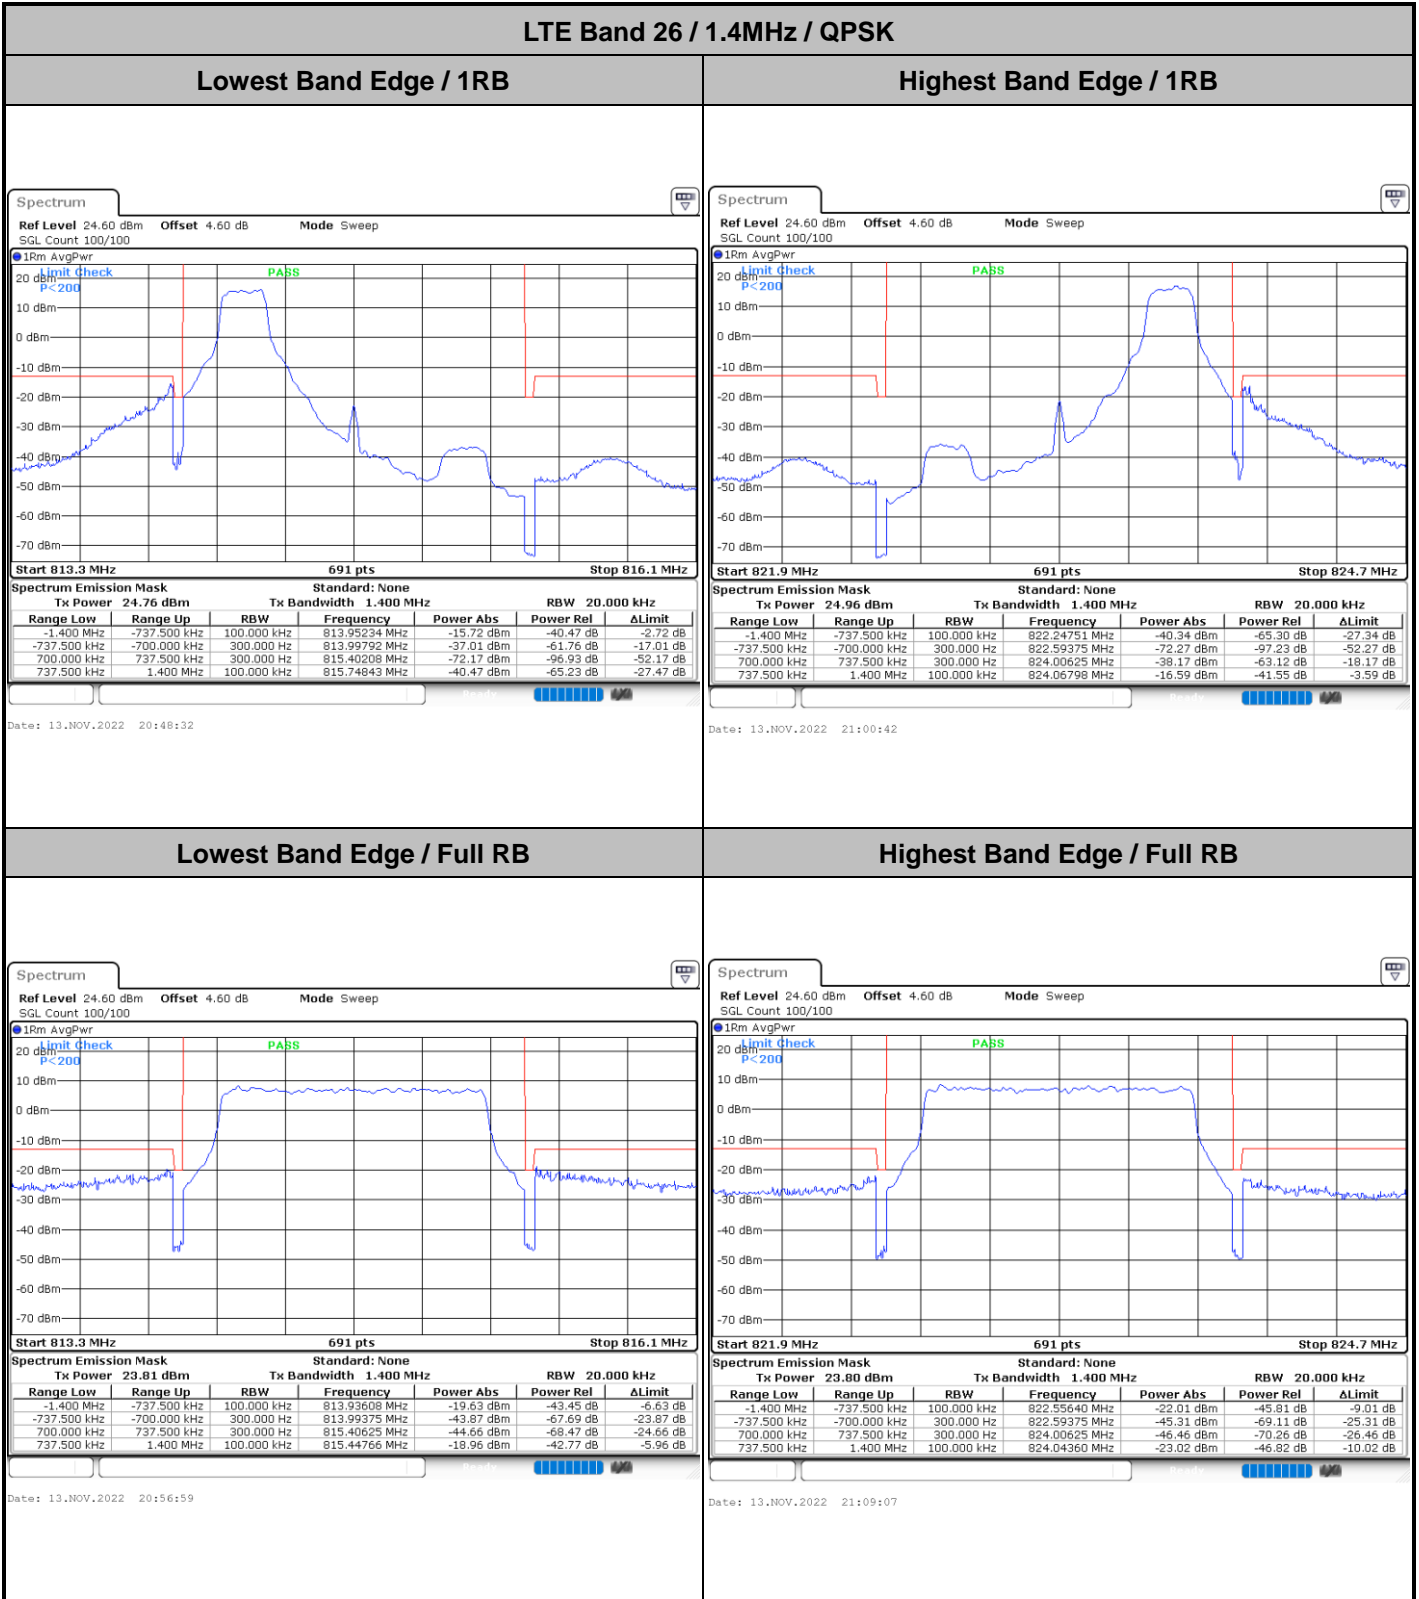 LTE Band 26 / 1.4MHz / QPSK
Lowest Band Edge / 1RB
Highest Band Edge / 1RB
Spectrum
Ref Level 24.60 dBm Offset 4.60 dB Mode Sweep
SGL Count 100/100
1Rm AvgPwr
Limit Check PASS
P<200
20 dBm
10 dBm
0 dBm
-10 dBm
-20 dBm
-30 dBm
-40 dBm
-50 dBm
-60 dBm
-70 dBm
Start 813.3 MHz 691 pts Stop 816.1 MHz
Spectrum Emission Mask Standard: None
Tx Power 24.76 dBm Tx Bandwidth 1.400 MHz RBW 20.000 kHz
Range Low Range Up RBW Frequency Power Abs Power Rel ΔLimit
-1.400 MHz -737.500 kHz 100.000 kHz 813.95234 MHz -15.72 dBm -40.47 dB -2.72 dB
-737.500 kHz -700.000 kHz 300.000 Hz 813.99792 MHz -37.01 dBm -61.76 dB -17.01 dB
700.000 kHz 737.500 kHz 300.000 Hz 815.40208 MHz -72.17 dBm -96.93 dB -52.17 dB
737.500 kHz 1.400 MHz 100.000 kHz 815.74843 MHz -40.47 dBm -65.23 dB -27.47 dB
Ready
Date: 13.NOV.2022 20:48:32
Spectrum
Ref Level 24.60 dBm Offset 4.60 dB Mode Sweep
SGL Count 100/100
1Rm AvgPwr
Limit Check PASS
P<200
20 dBm
10 dBm
0 dBm
-10 dBm
-20 dBm
-30 dBm
-40 dBm
-50 dBm
-60 dBm
-70 dBm
Start 821.9 MHz 691 pts Stop 824.7 MHz
Spectrum Emission Mask Standard: None
Tx Power 24.96 dBm Tx Bandwidth 1.400 MHz RBW 20.000 kHz
Range Low Range Up RBW Frequency Power Abs Power Rel ΔLimit
-1.400 MHz -737.500 kHz 100.000 kHz 822.24751 MHz -40.34 dBm -65.30 dB -27.34 dB
-737.500 kHz -700.000 kHz 300.000 Hz 822.59375 MHz -72.27 dBm -97.23 dB -52.27 dB
700.000 kHz 737.500 kHz 300.000 Hz 824.00625 MHz -38.17 dBm -63.12 dB -18.17 dB
737.500 kHz 1.400 MHz 100.000 kHz 824.06798 MHz -16.59 dBm -41.55 dB -3.59 dB
Ready
Date: 13.NOV.2022 21:00:42
Lowest Band Edge / Full RB
Highest Band Edge / Full RB
Spectrum
Ref Level 24.60 dBm Offset 4.60 dB Mode Sweep
SGL Count 100/100
1Rm AvgPwr
Limit Check PASS
P<200
20 dBm
10 dBm
0 dBm
-10 dBm
-20 dBm
-30 dBm
-40 dBm
-50 dBm
-60 dBm
-70 dBm
Start 813.3 MHz 691 pts Stop 816.1 MHz
Spectrum Emission Mask Standard: None
Tx Power 23.81 dBm Tx Bandwidth 1.400 MHz RBW 20.000 kHz
Range Low Range Up RBW Frequency Power Abs Power Rel ΔLimit
-1.400 MHz -737.500 kHz 100.000 kHz 813.93608 MHz -19.63 dBm -43.45 dB -6.63 dB
-737.500 kHz -700.000 kHz 300.000 Hz 813.99375 MHz -43.87 dBm -67.69 dB -23.87 dB
700.000 kHz 737.500 kHz 300.000 Hz 815.40625 MHz -44.66 dBm -68.47 dB -24.66 dB
737.500 kHz 1.400 MHz 100.000 kHz 815.44766 MHz -18.96 dBm -42.77 dB -5.96 dB
Ready
Date: 13.NOV.2022 20:56:59
Spectrum
Ref Level 24.60 dBm Offset 4.60 dB Mode Sweep
SGL Count 100/100
1Rm AvgPwr
Limit Check PASS
P<200
20 dBm
10 dBm
0 dBm
-10 dBm
-20 dBm
-30 dBm
-40 dBm
-50 dBm
-60 dBm
-70 dBm
Start 821.9 MHz 691 pts Stop 824.7 MHz
Spectrum Emission Mask Standard: None
Tx Power 23.80 dBm Tx Bandwidth 1.400 MHz RBW 20.000 kHz
Range Low Range Up RBW Frequency Power Abs Power Rel ΔLimit
-1.400 MHz -737.500 kHz 100.000 kHz 822.55640 MHz -22.01 dBm -45.81 dB -9.01 dB
-737.500 kHz -700.000 kHz 300.000 Hz 822.59375 MHz -45.31 dBm -69.11 dB -25.31 dB
700.000 kHz 737.500 kHz 300.000 Hz 824.00625 MHz -46.46 dBm -70.26 dB -26.46 dB
737.500 kHz 1.400 MHz 100.000 kHz 824.04360 MHz -23.02 dBm -46.82 dB -10.02 dB
Ready
Date: 13.NOV.2022 21:09:07